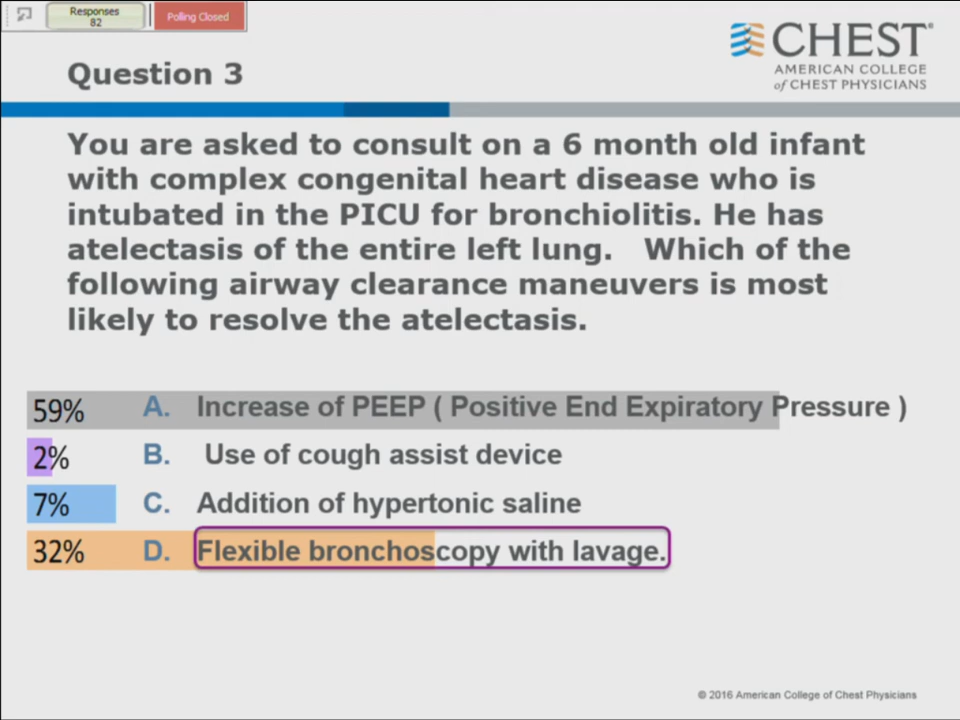 Responses
82
Polling Closed
CHEST®
AMERICAN COLLEGE
of CHEST PHYSICIANS
Question 3
You are asked to consult on a 6 month old infant
with complex congenital heart disease who is
intubated in the PICU for bronchiolitis. He has
atelectasis of the entire left lung. Which of the
following airway clearance maneuvers is most
likely to resolve the atelectasis.
59% A. Increase of PEEP ( Positive End Expiratory Pressure )
2% B. Use of cough assist device
7% C. Addition of hypertonic saline
32% D. Flexible bronchoscopy with lavage.
© 2016 American College of Chest Physicians